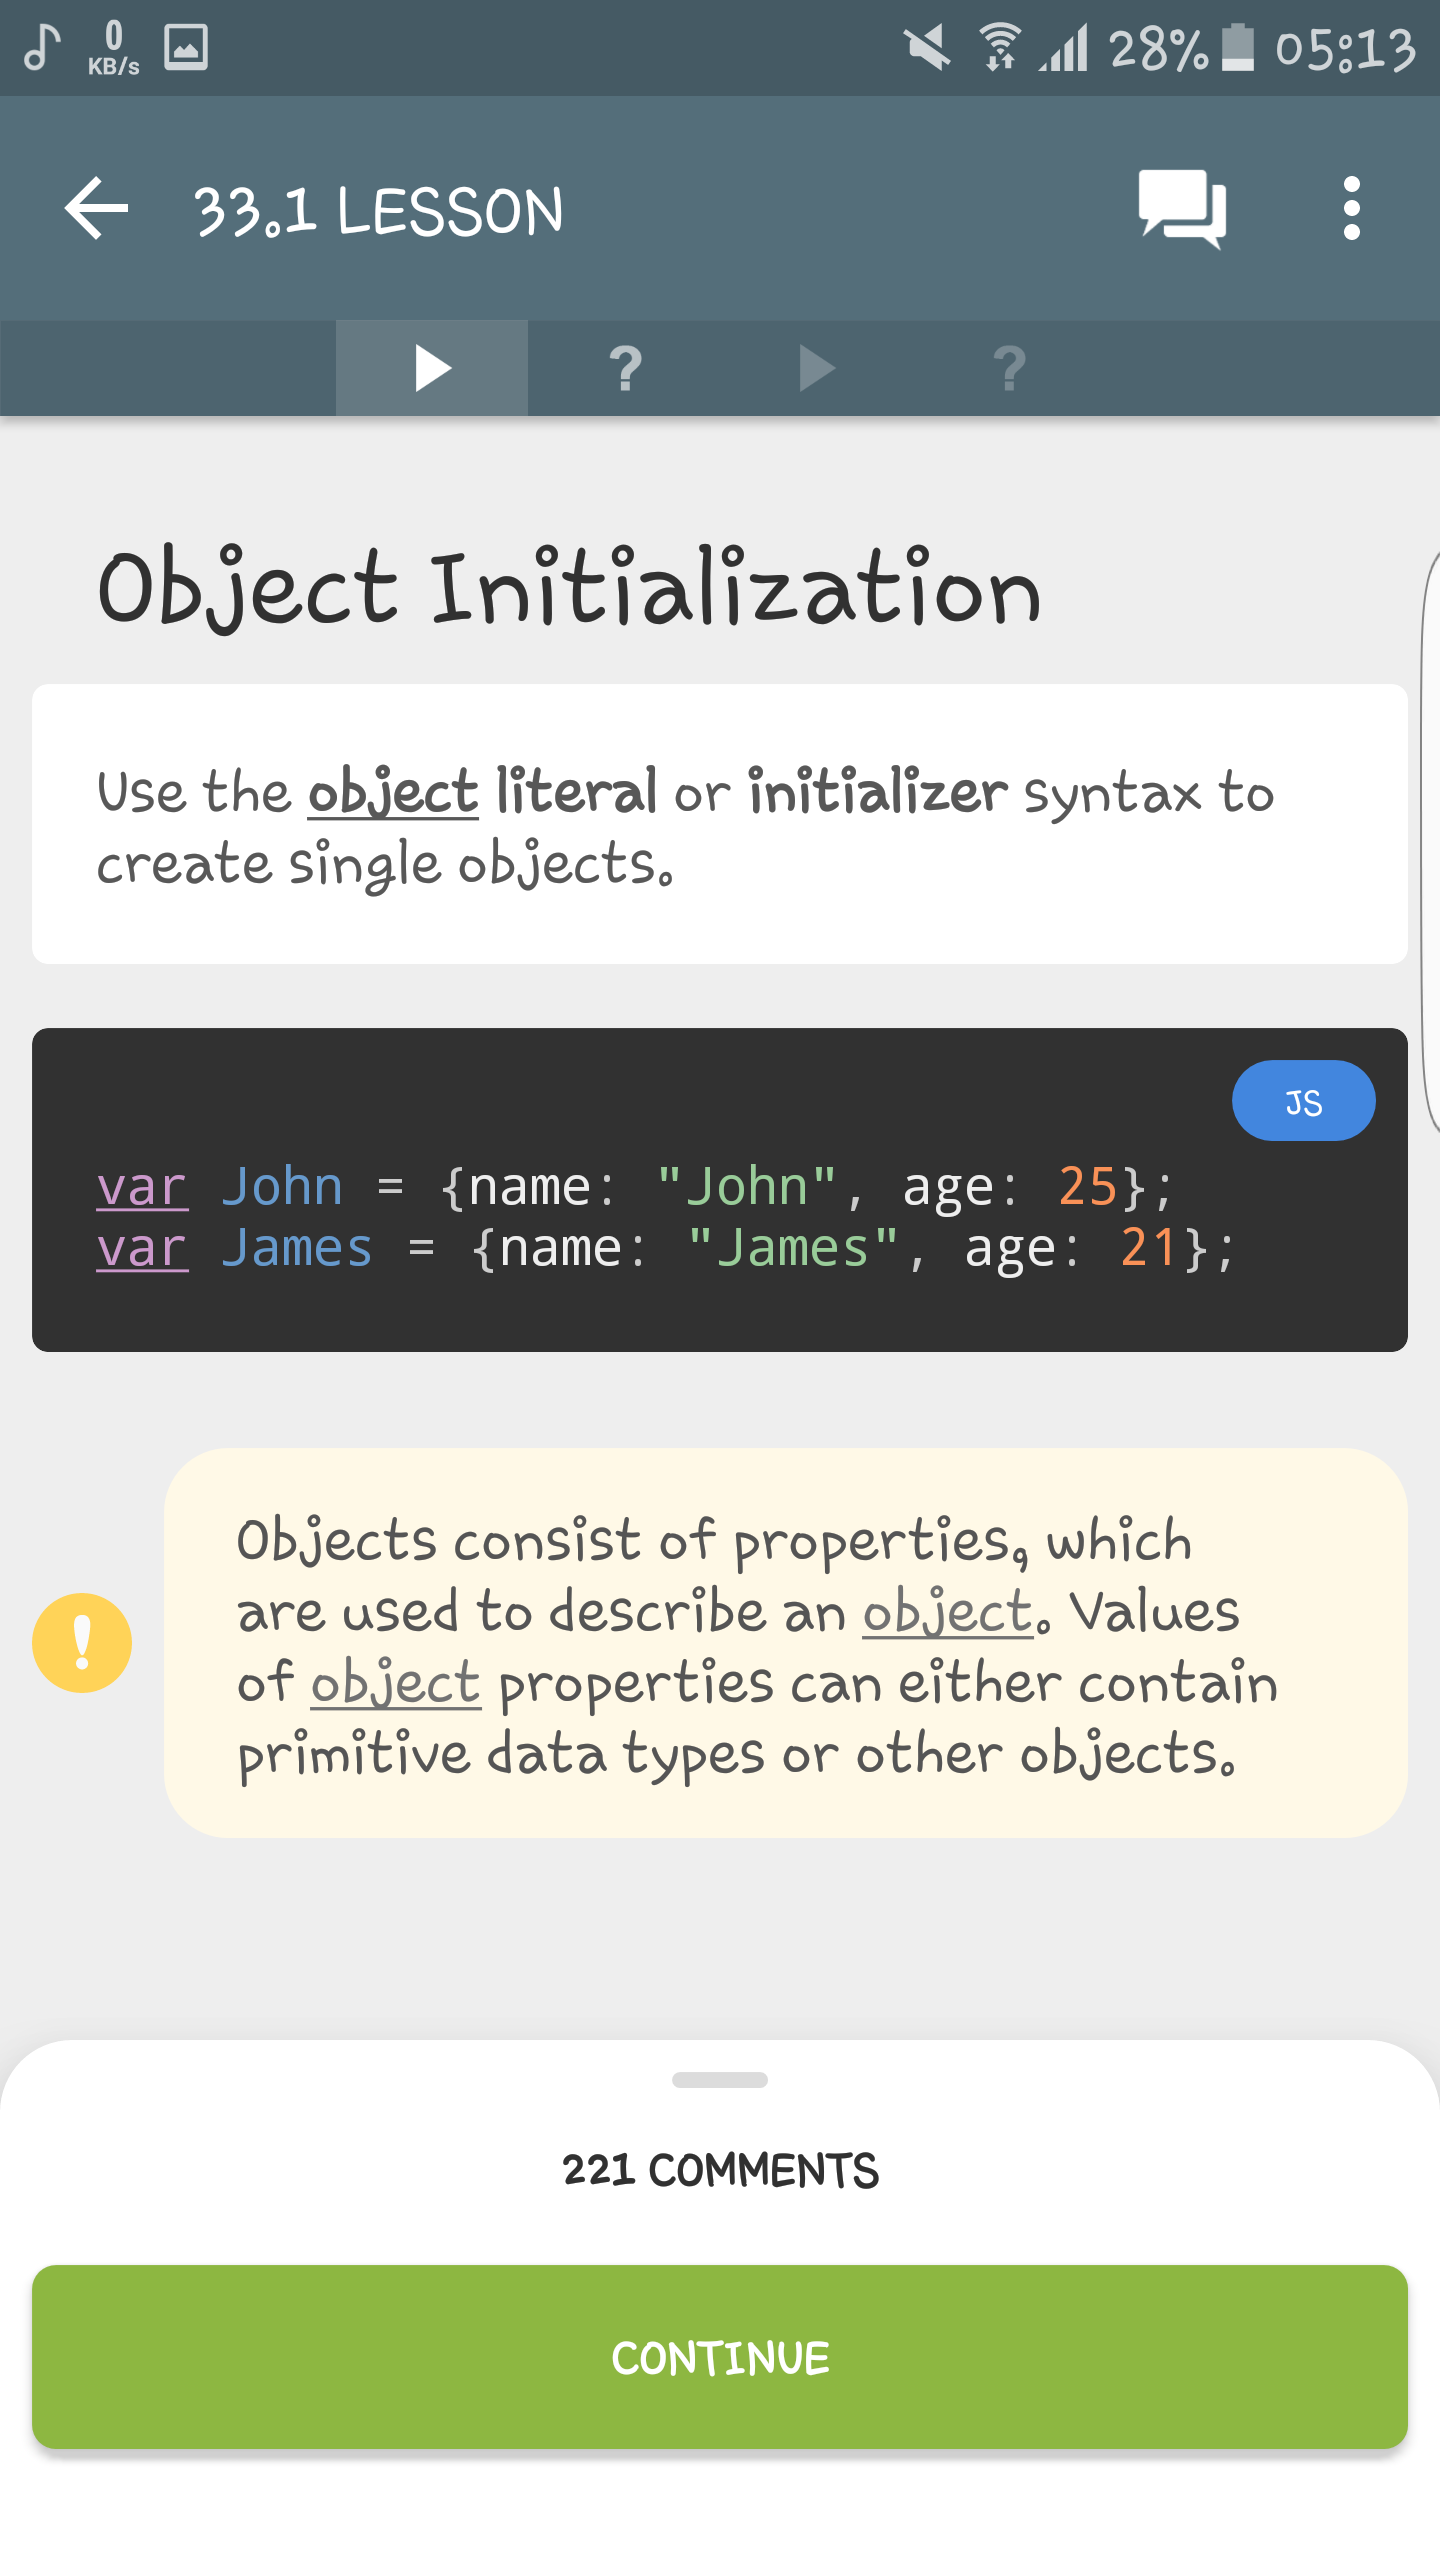 0
KB/s
28%
05:13
33.1 LESSON
?
?
Object Initialization
Use the object literal or initializer syntax to
create single objects.
JS
var John = {name: "John", age: 25};
var James = {name: "James", age: 21};
!
Objects consist of properties, which
are used to describe an object. Values
of object properties can either contain
primitive data types or other objects.
221 COMMENTS
CONTINUE